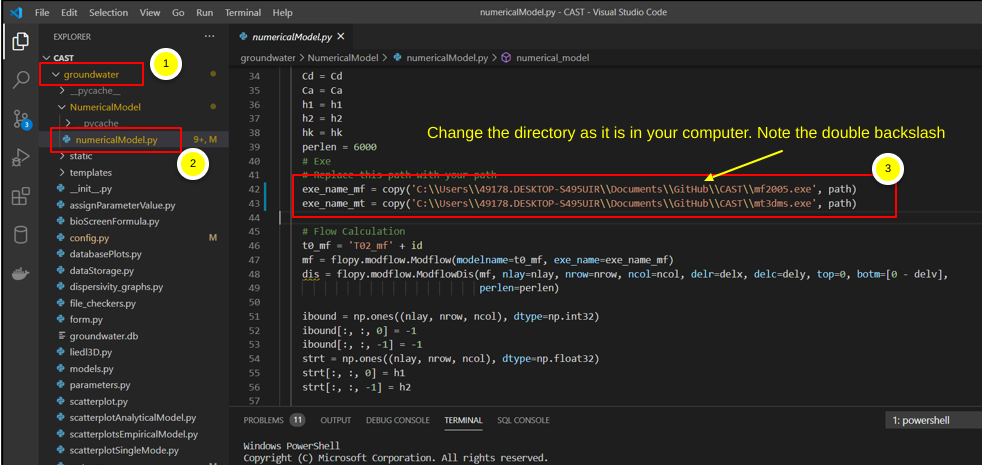 File Edit Selection View Go Run Terminal Help
numericalModel.py - CAST - Visual Studio Code
EXPLORER
CAST
groundwater
1
__pycache__
NumericalModel
__pycache__
numericalModel.py 9+, M
2
static
templates
__init__.py
assignParameterValue.py
bioScreenFormula.py
config.py M
databasePlots.py
dataStorage.py
dispersivity_graphs.py
file_checkers.py
form.py
groundwater.db
liedl3D.py
models.py
parameters.py
scatterplot.py
scatterplotAnalyticalModel.py
scatterplotsEmpiricalModel.py
scatterplotSingleMode.py
3
numericalModel.py
groundwater > NumericalModel > numericalModel.py > numerical_model
34 Cd = Cd
35 Ca = Ca
36 h1 = h1
37 h2 = h2
38 hk = hk
39 perlen = 6000
40 # Exe
41 # Replace this path with your path
42 exe_name_mf = copy('C:\\Users\\49178.DESKTOP-S495UIR\\Documents\\GitHub\\CAST\\mf2005.exe', path)
43 exe_name_mt = copy('C:\\Users\\49178.DESKTOP-S495UIR\\Documents\\GitHub\\CAST\\mt3dms.exe', path)
44
45 # Flow Calculation
46 t0_mf = 'T02_mf' + id
47 mf = flopy.modflow.Modflow(modelname=t0_mf, exe_name=exe_name_mf)
48 dis = flopy.modflow.ModflowDis(mf, nlay=nlay, nrow=nrow, ncol=ncol, delr=delx, delc=dely, top=0, botm=[0 - delv],
49 perlen=perlen)
50
51 ibound = np.ones((nlay, nrow, ncol), dtype=np.int32)
52 ibound[:, :, 0] = -1
53 ibound[:, :, -1] = -1
54 strt = np.ones((nlay, nrow, ncol), dtype=np.float32)
55 strt[:, :, 0] = h1
56 strt[:, :, -1] = h2
57
Change the directory as it is in your computer. Note the double backslash
3
PROBLEMS 11 OUTPUT DEBUG CONSOLE TERMINAL SQL CONSOLE
1: powershell
Windows PowerShell
Copyright (C) Microsoft Corporation. All rights reserved.